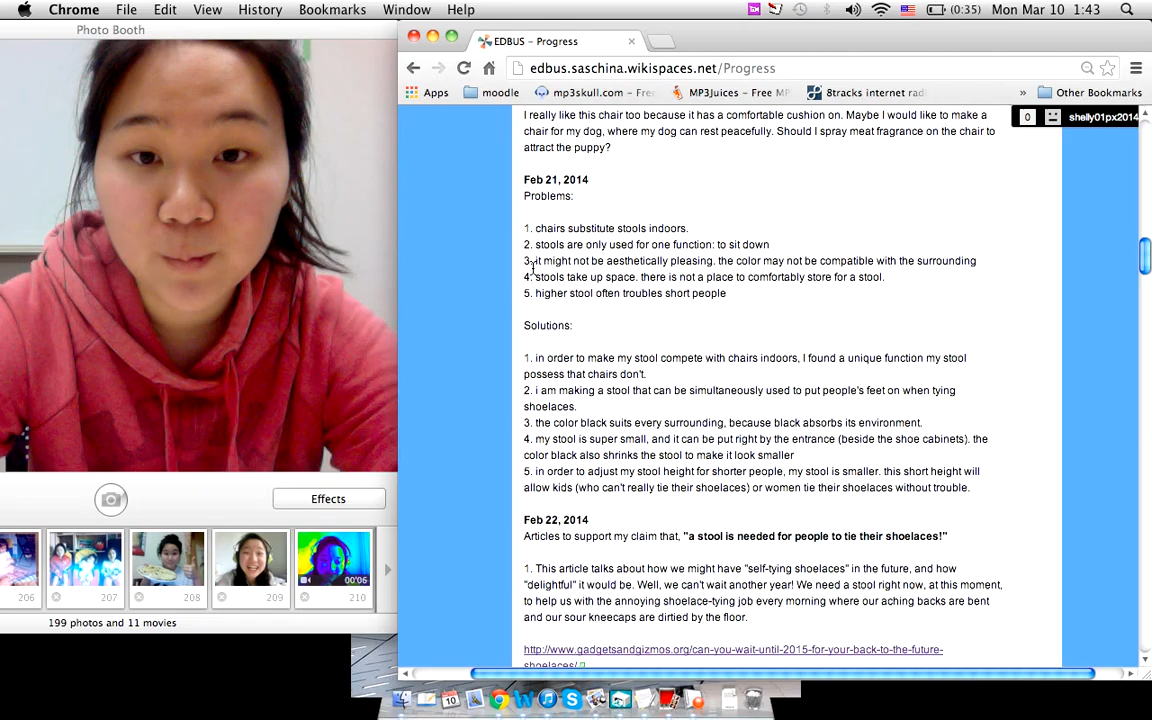 Chrome File Edit View History Bookmarks Window Help (0:35) Mon Mar 10 1:43
Photo Booth
EDBUS - Progress
edbus.saschina.wikispaces.net/Progress
Apps moodle mp3skull.com - Fre MP3Juices - Free M 8tracks internet rad » Other Bookmarks
0 shelly01px2014
I really like this chair too because it has a comfortable cushion on. Maybe I would like to make a
chair for my dog, where my dog can rest peacefully. Should I spray meat fragrance on the chair to
attract the puppy?
Feb 21, 2014
Problems:
1. chairs substitute stools indoors.
2. stools are only used for one function: to sit down
3. it might not be aesthetically pleasing. the color may not be compatible with the surrounding
4. stools take up space. there is not a place to comfortably store for a stool.
5. higher stool often troubles short people
Solutions:
1. in order to make my stool compete with chairs indoors, I found a unique function my stool
possess that chairs don't.
2. i am making a stool that can be simultaneously used to put people's feet on when tying
shoelaces.
3. the color black suits every surrounding, because black absorbs its environment.
4. my stool is super small, and it can be put right by the entrance (beside the shoe cabinets). the
color black also shrinks the stool to make it look smaller
5. in order to adjust my stool height for shorter people, my stool is smaller. this short height will
allow kids (who can't really tie their shoelaces) or women tie their shoelaces without trouble.
Feb 22, 2014
Articles to support my claim that, "a stool is needed for people to tie their shoelaces!"
1. This article talks about how we might have "self-tying shoelaces" in the future, and how
"delightful" it would be. Well, we can't wait another year! We need a stool right now, at this moment,
to help us with the annoying shoelace-tying job every morning where our aching backs are bent
and our sour kneecaps are dirtied by the floor.
http://www.gadgetsandgizmos.org/can-you-wait-until-2015-for-your-back-to-the-future-
shoelaces/
Effects
00'06
206 207 208 209 210
199 photos and 11 movies
10